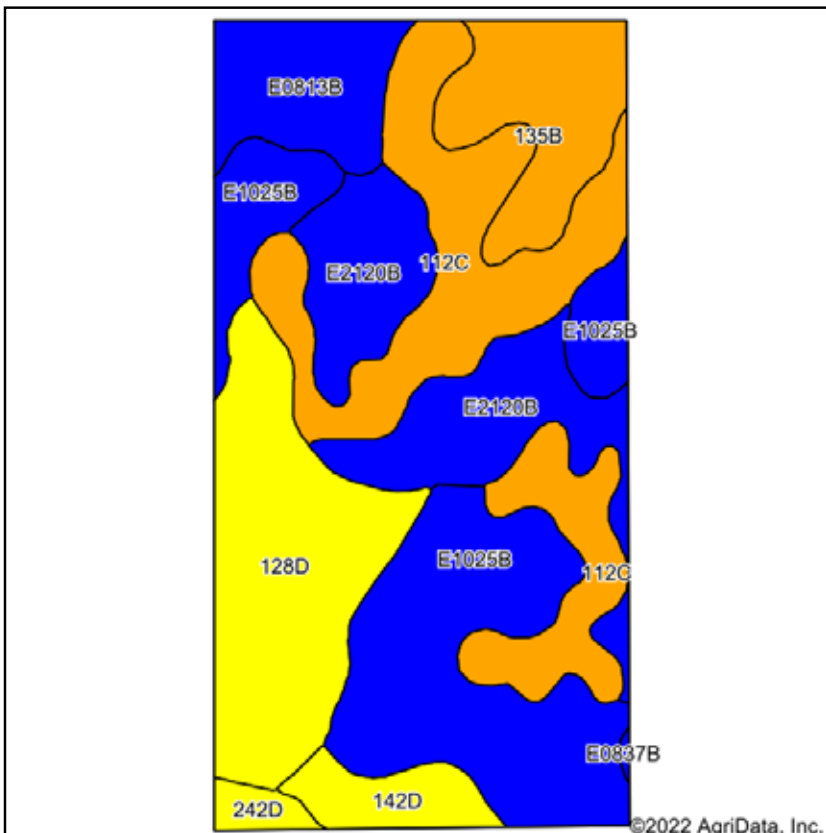 E0813B
135B
E1025B
112C
E2120B
E1025B
E2120B
E1025B
128D
112C
E0837B
142D
242D
©2022 AgriData, Inc.